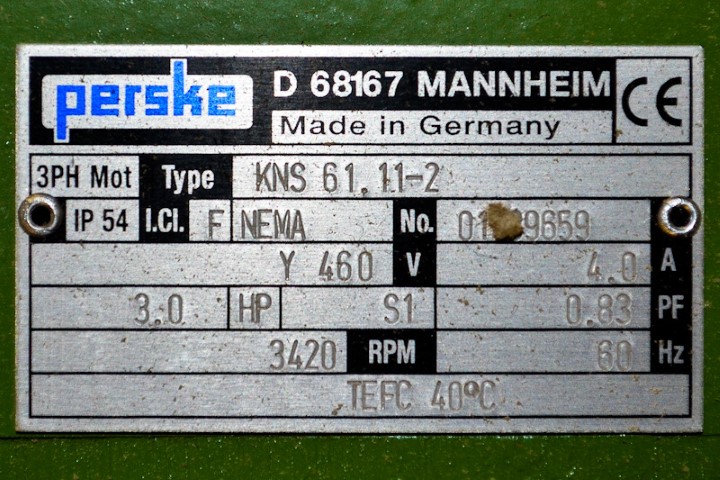 perske
D 68167 MANNHEIM
Made in Germany
CE
3PH Mot Type KNS 61.11-2
IP 54 I.Cl. F NEMA No.
Y 460 V 4.0 A
3.0 HP S1 0.83 PF
3420 RPM 60 Hz
TEFC 40°C